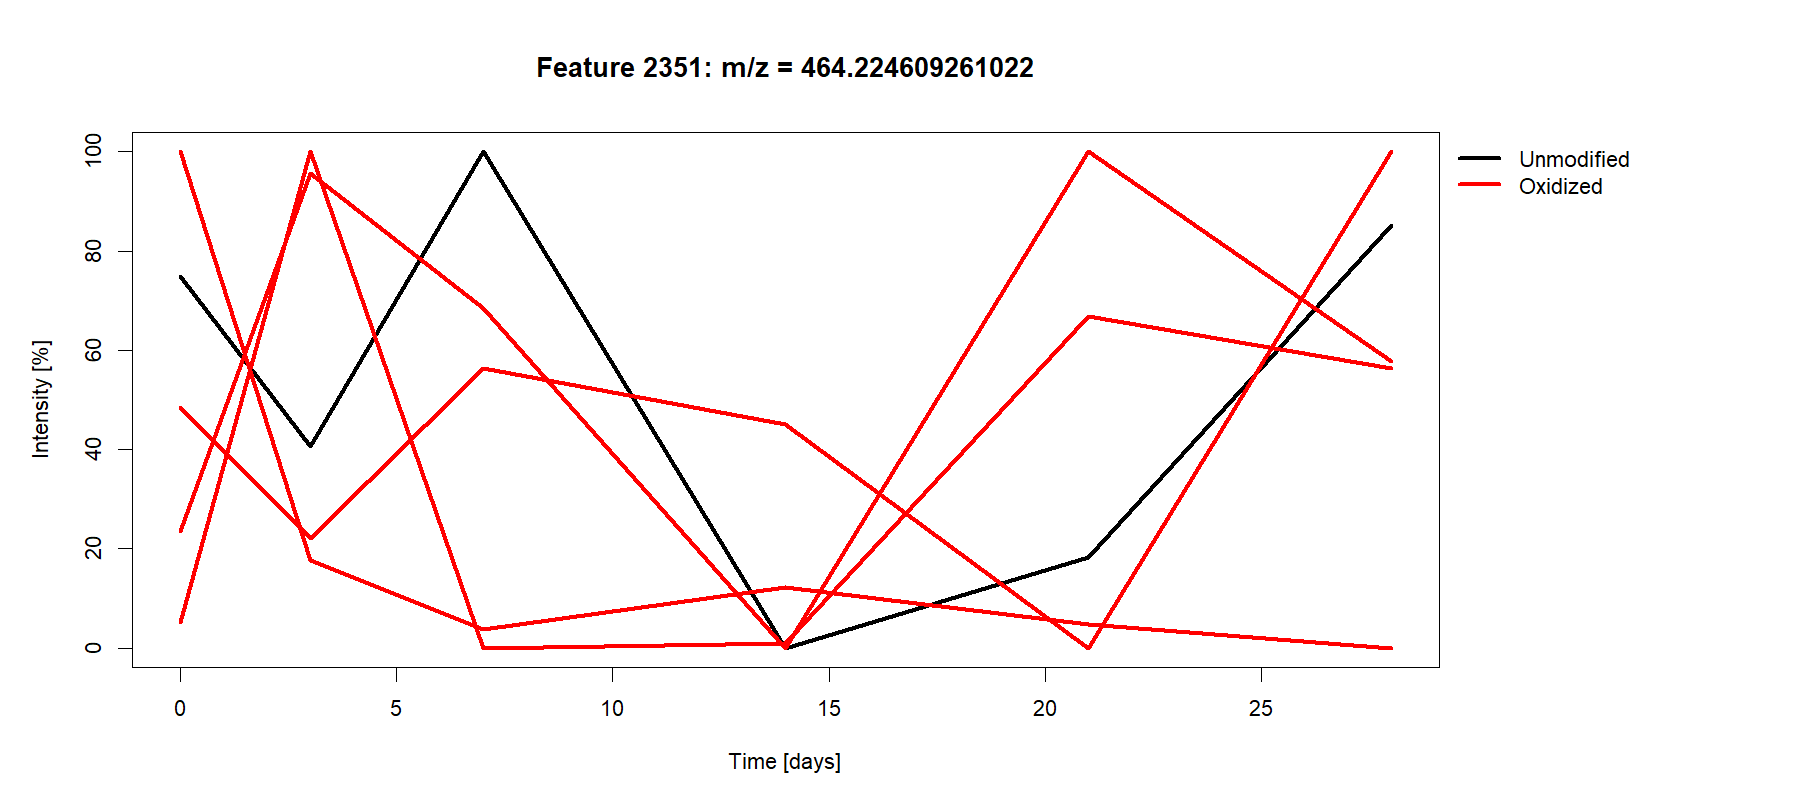 Feature 2351: m/z = 464.224609261022
Unmodified
Oxidized
100
80
60
40
20
0
Intensity [%]
0 5 10 15 20 25
Time [days]